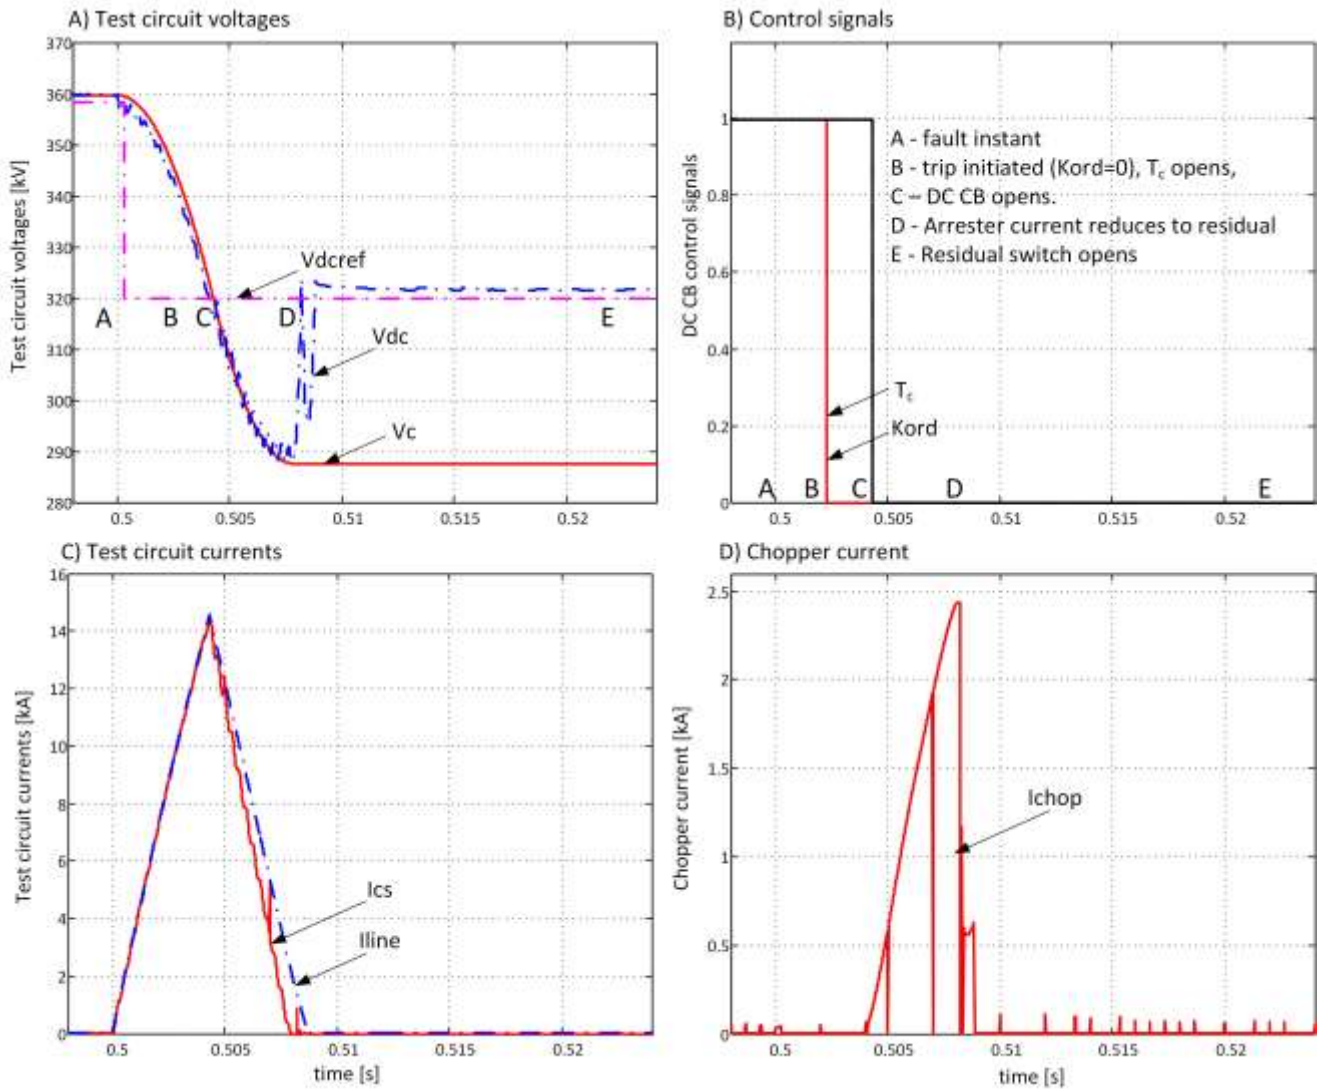 A) Test circuit voltages
370
360
350
340
330
320
310
300
290
280
Test circuit voltages [kV]
Vdcref
A B C D E
Vdc
Vc
0.5 0.505 0.51 0.515 0.52
B) Control signals
1
0.8
0.6
0.4
0.2
0
DC CB control signals
A - fault instant
B - trip initiated (Kord=0), Tc opens,
C – DC CB opens.
D - Arrester current reduces to residual
E - Residual switch opens
Tc
Kord
A B C D E
0.5 0.505 0.51 0.515 0.52
C) Test circuit currents
16
14
12
10
8
6
4
2
0
Test circuit currents [kA]
Ics
Iline
0.5 0.505 0.51 0.515 0.52
time [s]
D) Chopper current
2.5
2
1.5
1
0.5
0
Chopper current [kA]
Ichop
0.5 0.505 0.51 0.515 0.52
time [s]